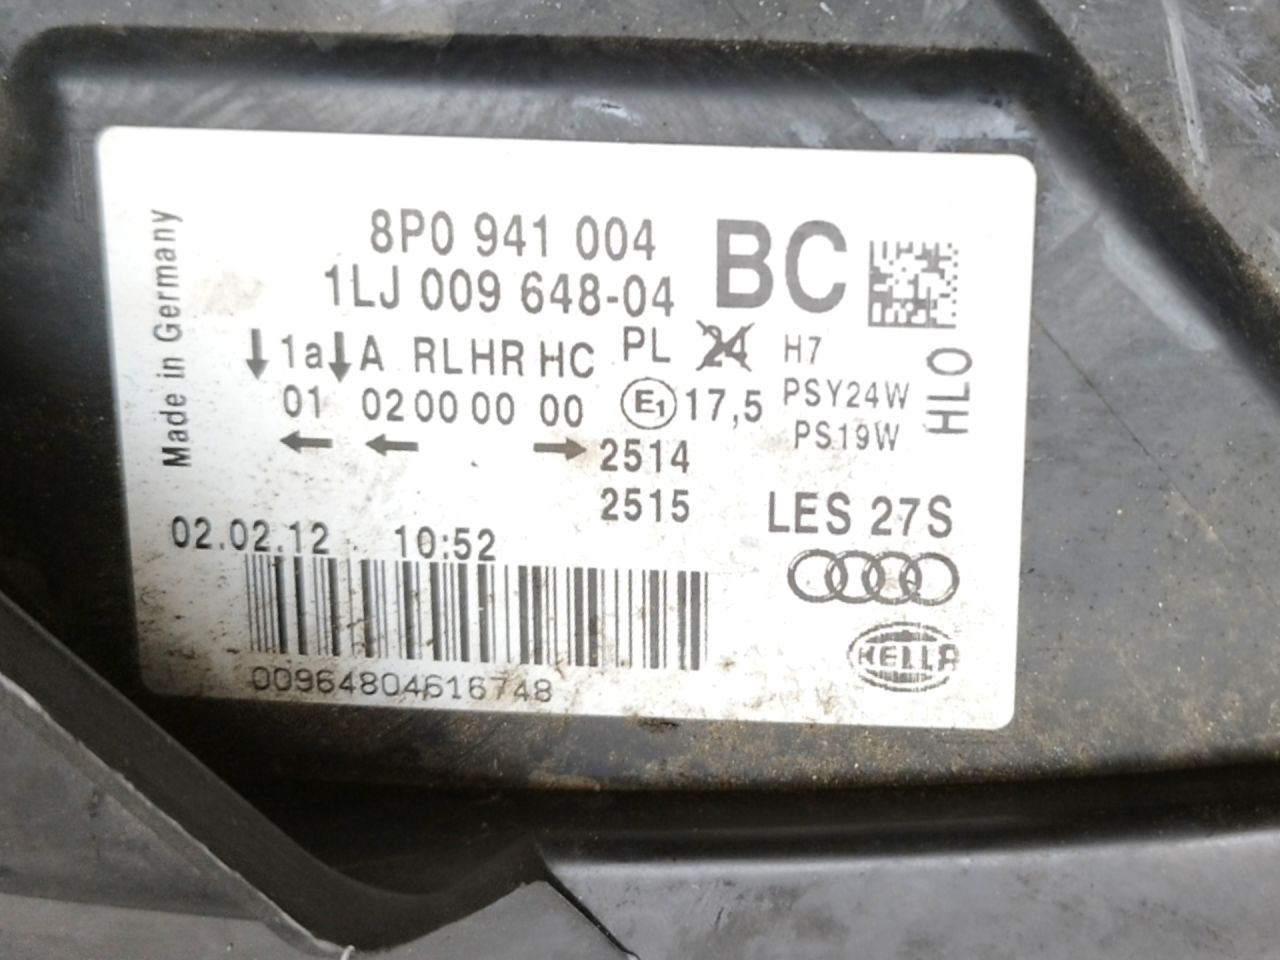 Made in Germany
8P0 941 004 BC
1LJ 009 648-04
↓1a↓A RL HR HC PL 24 H7
01 02 00 00 00 E1 17,5 PSY24W
← ← → 2514 PS19W
2515 LES 27S
HLO
02.02.12 10:52
00964804616748
HELLA